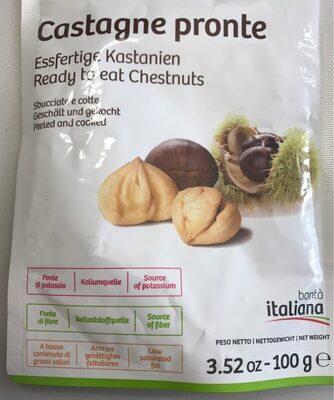 Castagne pronte
Essfertige Kastanien
Ready to eat Chestnuts
Sbucciate e cotte
Geschält und gekocht
Peeled and cooked
Fonte di potassio
Kaliumquelle
Source of potassium
bontà
italiana
Fonte di fibre
Ballaststoffquelle
Source of fiber
PESO NETTO | NETTOGEWICHT | NET WEIGHT
A basso contenuto di grassi saturi
Arm an gesättigten fettsäuren
Low saturated fat
3.52 oz - 100 g ℮